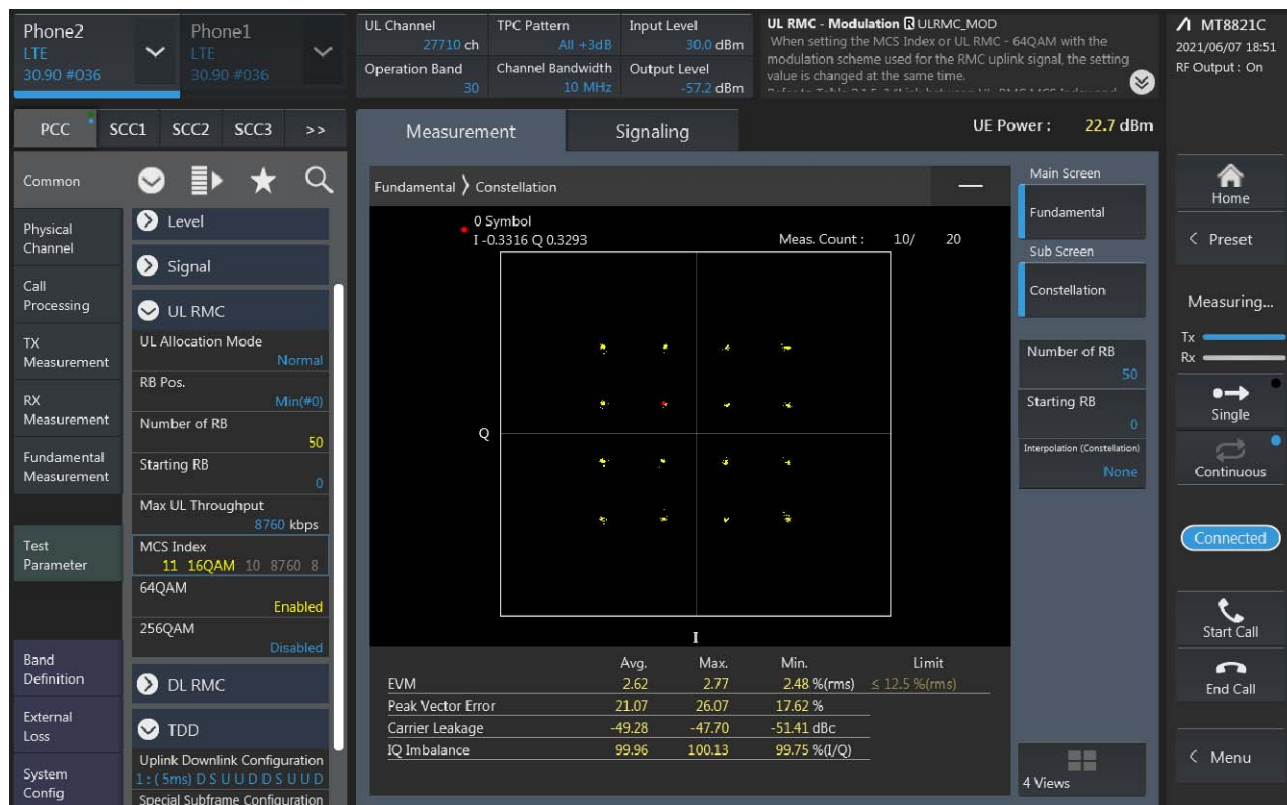 Phone2
LTE
30.90 #036
Phone1
LTE
30.90 #036
UL Channel
27710 ch
TPC Pattern
All +3dB
Input Level
30.0 dBm
Operation Band
30
Channel Bandwidth
10 MHz
Output Level
-57.2 dBm
UL RMC - Modulation R ULRMC_MOD
When setting the MCS Index or UL RMC - 64QAM with the
modulation scheme used for the RMC uplink signal, the setting
value is changed at the same time.
MT8821C
2021/06/07 18:51
RF Output : On
PCC SCC1 SCC2 SCC3 >>
Measurement
Signaling
UE Power : 22.7 dBm
Common
Physical
Channel
Call
Processing
TX
Measurement
RX
Measurement
Fundamental
Measurement
Test
Parameter
Band
Definition
External
Loss
System
Config
Level
Signal
UL RMC
UL Allocation Mode
Normal
RB Pos.
Min(#0)
Number of RB
50
Starting RB
0
Max UL Throughput
8760 kbps
MCS Index
11 16QAM 10 8760 8
64QAM
Enabled
256QAM
Disabled
DL RMC
TDD
Uplink Downlink Configuration
1 : ( 5ms) D S U U D D S U U D
Special Subframe Configuration
Fundamental > Constellation
0 Symbol
I -0.3316 Q 0.3293
Meas. Count : 10/ 20
Q
I
Avg. Max. Min. Limit
EVM 2.62 2.77 2.48 %(rms) ≤ 12.5 %(rms)
Peak Vector Error 21.07 26.07 17.62 %
Carrier Leakage -49.28 -47.70 -51.41 dBc
IQ Imbalance 99.96 100.13 99.75 %(I/Q)
Main Screen
Fundamental
Sub Screen
Constellation
Number of RB
50
Starting RB
0
Interpolation (Constellation)
None
4 Views
Home
< Preset
Measuring...
Tx
Rx
Single
Continuous
Connected
Start Call
End Call
< Menu